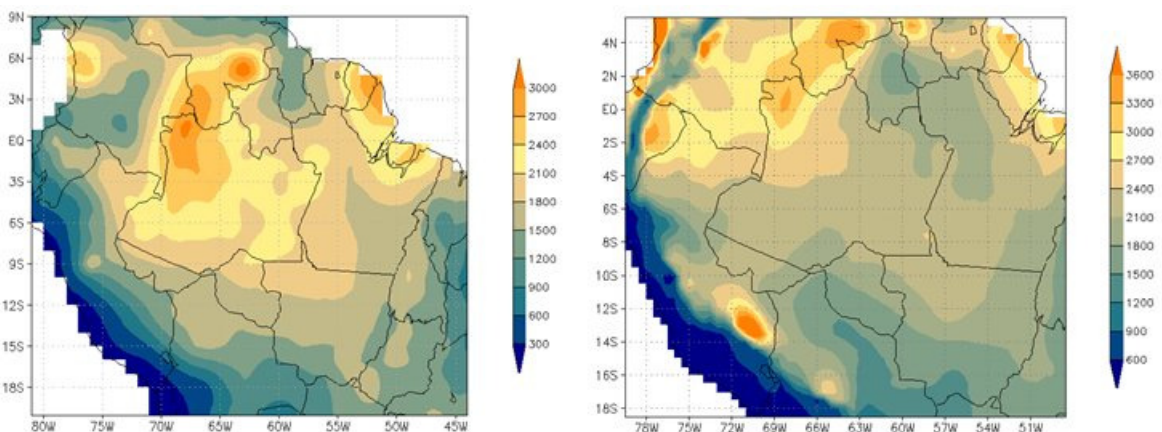 9N
6N
3N
EQ
3S
6S
9S
12S
15S
18S
80W 75W 70W 65W 60W 55W 50W 45W
3000
2700
2400
2100
1800
1500
1200
900
600
300
4N
2N
EQ
2S
4S
6S
8S
10S
12S
14S
16S
18S
78W 75W 72W 69W 66W 63W 60W 57W 54W 51W
3600
3300
3000
2700
2400
2100
1800
1500
1200
900
600